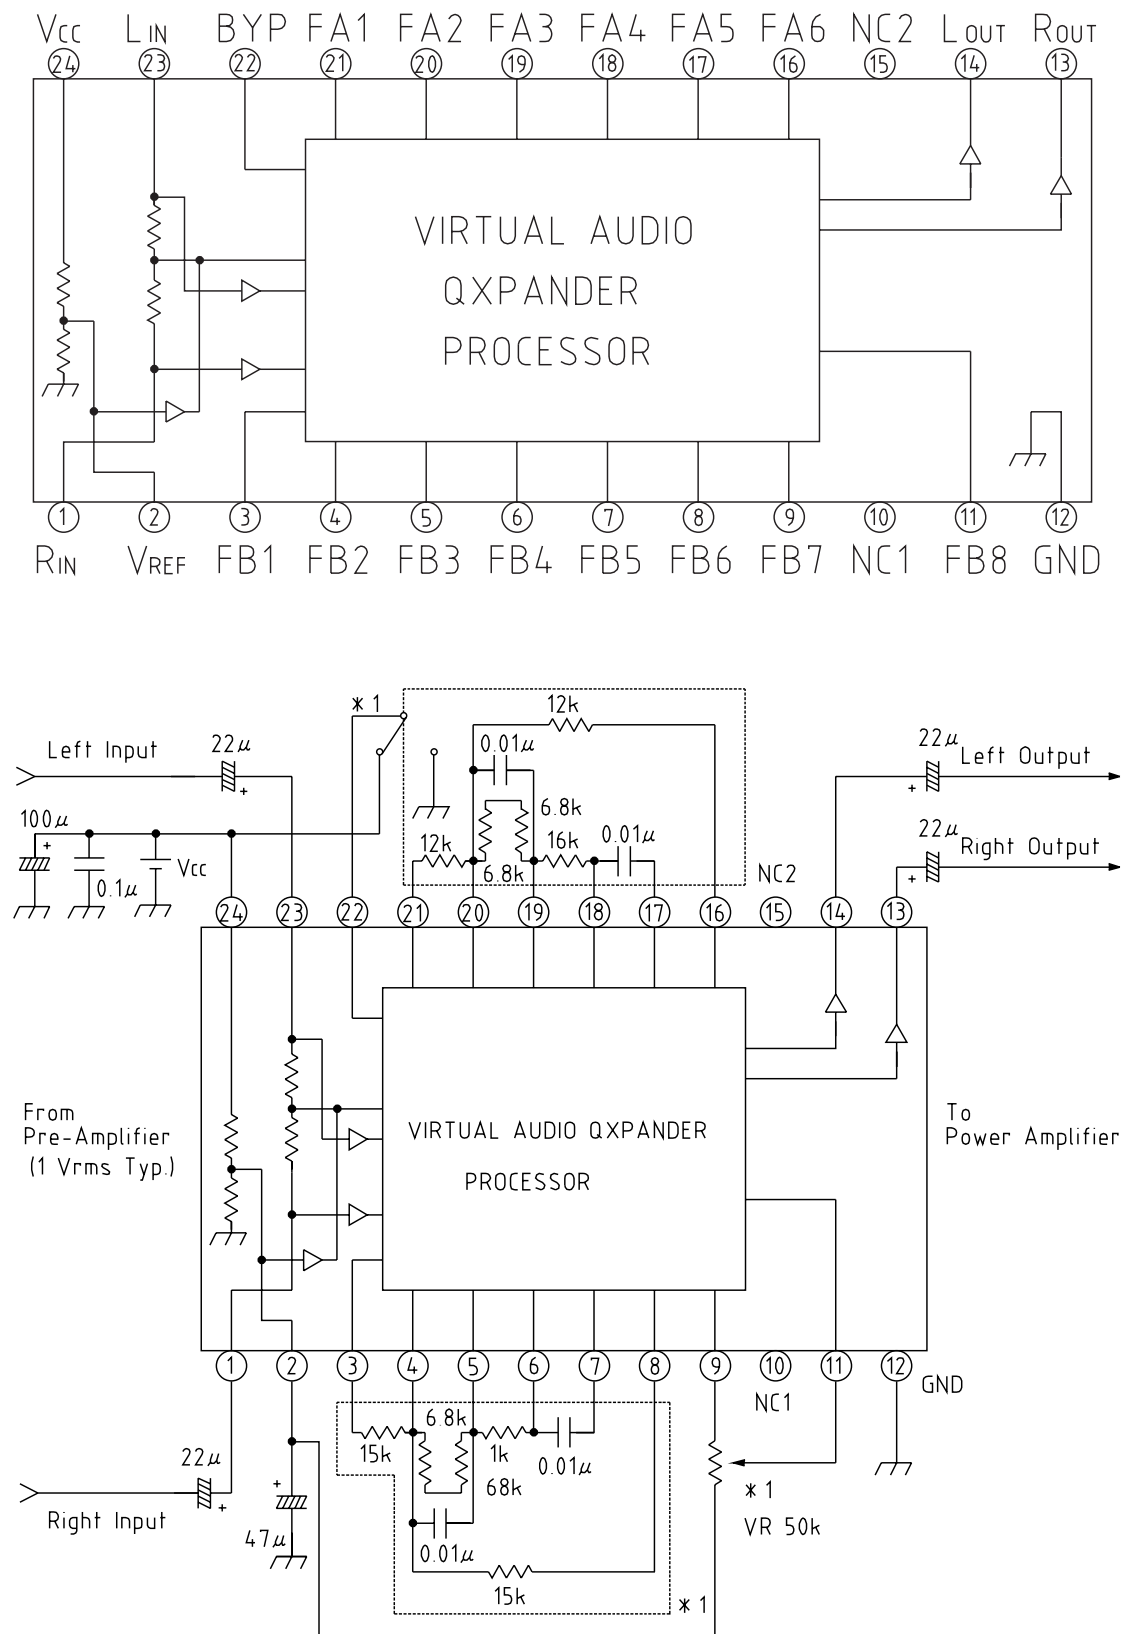 VCC LIN BYP FA1 FA2 FA3 FA4 FA5 FA6 NC2 LOUT ROUT
24 23 22 21 20 19 18 17 16 15 14 13
VIRTUAL AUDIO
QXPANDER
PROCESSOR
1 2 3 4 5 6 7 8 9 10 11 12
RIN VREF FB1 FB2 FB3 FB4 FB5 FB6 FB7 NC1 FB8 GND
* 1
12k
Left Input
22μ
+
0.01μ
22μ
+
Left Output
100μ
+
6.8k
12k
16k
0.01μ
22μ
+
Right Output
0.1μ
Vcc
6.8k
NC2
24 23 22 21 20 19 18 17 16 15 14 13
From
Pre-Amplifier
(1 Vrms Typ.)
VIRTUAL AUDIO QXPANDER
PROCESSOR
To
Power Amplifier
1 2 3 4 5 6 7 8 9 10 11 12
NC1
GND
6.8k
15k
1k
0.01μ
68k
22μ
+
Right Input
+
47μ
0.01μ
15k
* 1
VR 50k
* 1